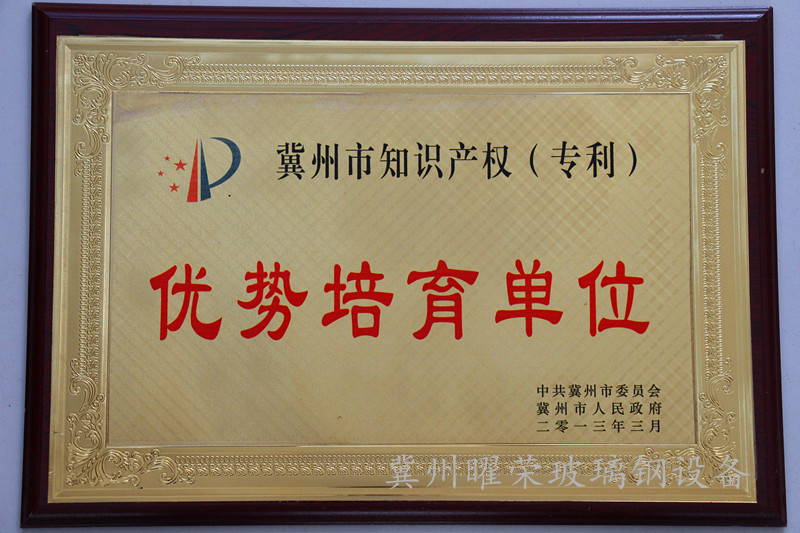 冀州市知识产权（专利）
优势培育单位
中共冀州市委员会
冀州市人民政府
二零一三年三月
冀州曜荣玻璃钢设备